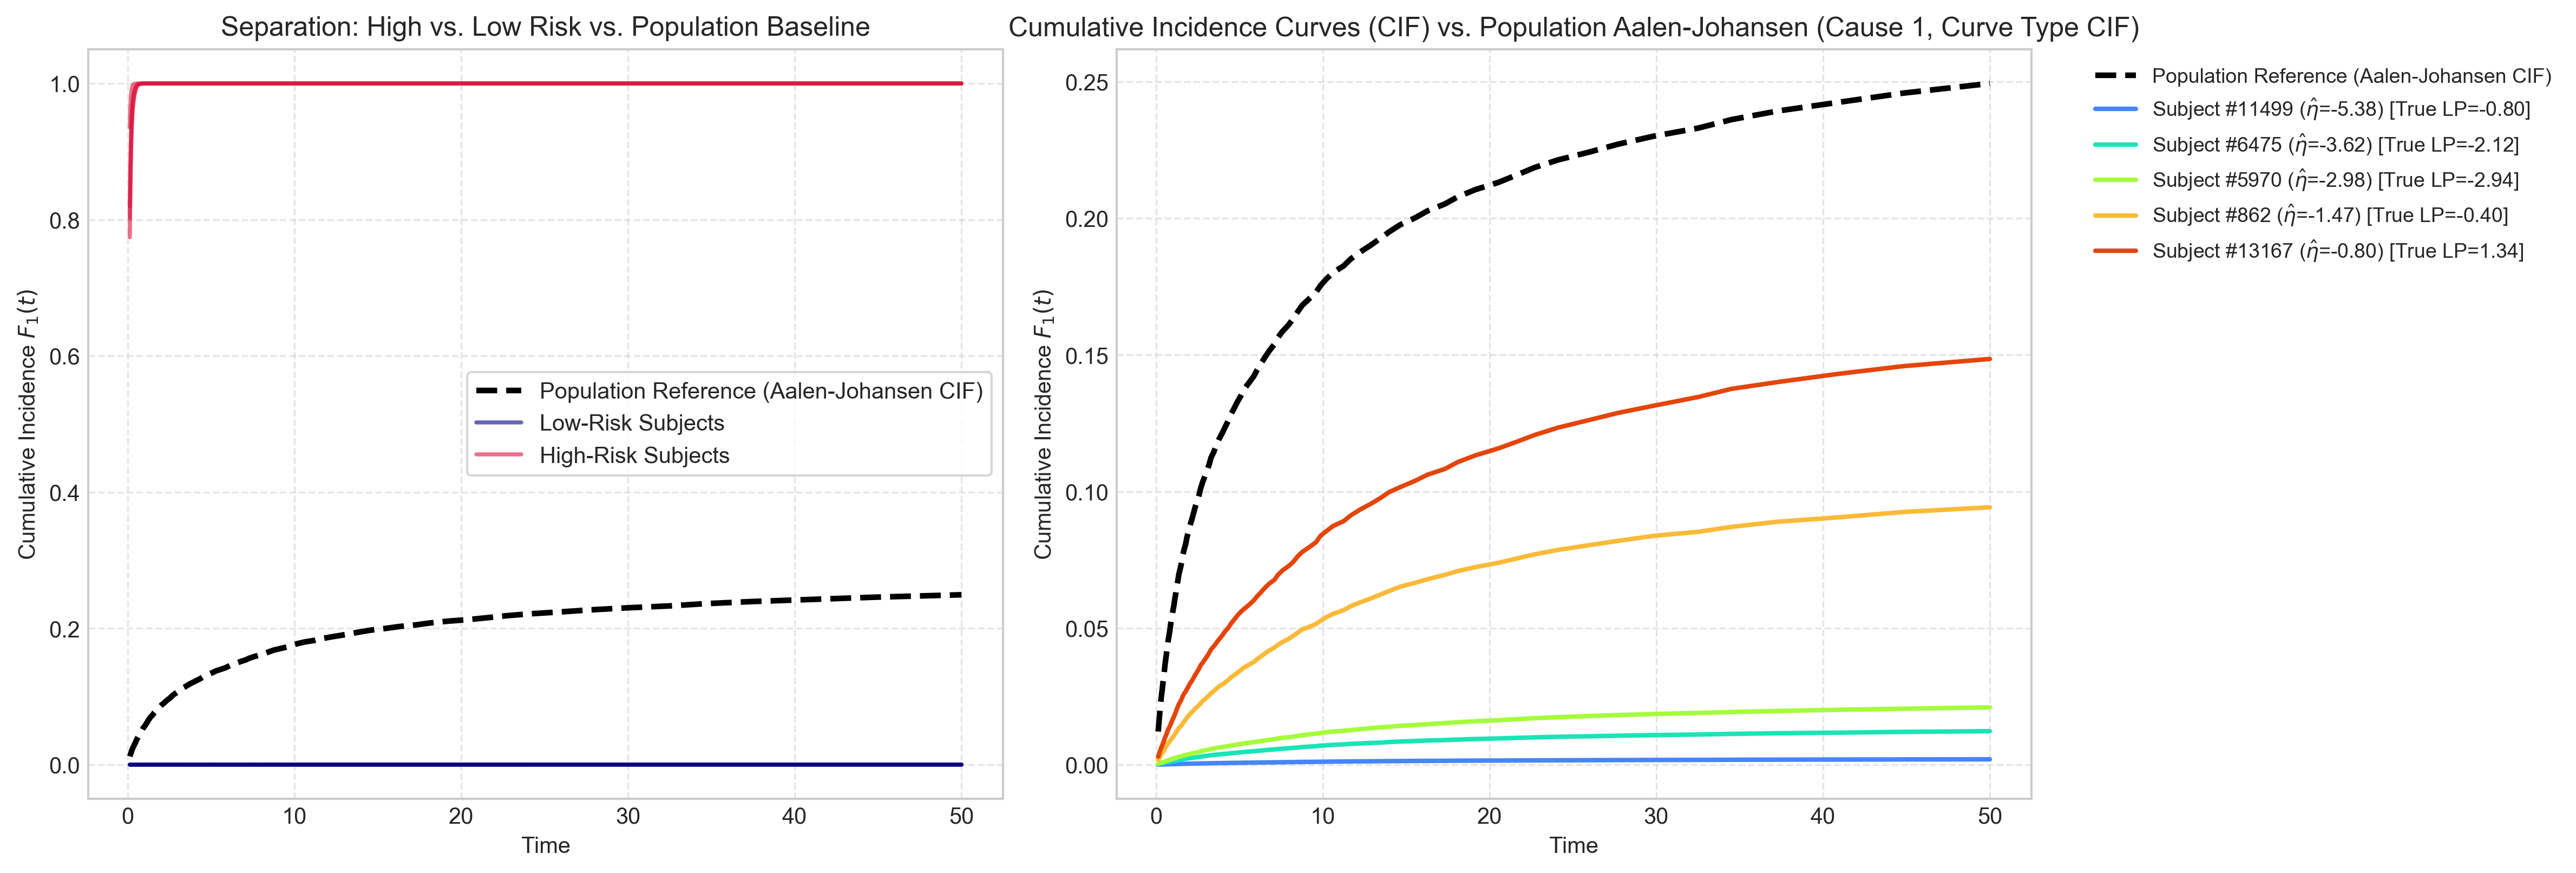 Separation: High vs. Low Risk vs. Population Baseline
Cumulative Incidence F₁(t)
1.0
0.8
0.6
0.4
0.2
0.0
Population Reference (Aalen-Johansen CIF)
Low-Risk Subjects
High-Risk Subjects
0 10 20 30 40 50
Time
Cumulative Incidence Curves (CIF) vs. Population Aalen-Johansen (Cause 1, Curve Type CIF)
Cumulative Incidence F₁(t)
0.25
0.20
0.15
0.10
0.05
0.00
0 10 20 30 40 50
Time
Population Reference (Aalen-Johansen CIF)
Subject #11499 (η̂=-5.38) [True LP=-0.80]
Subject #6475 (η̂=-3.62) [True LP=-2.12]
Subject #5970 (η̂=-2.98) [True LP=-2.94]
Subject #862 (η̂=-1.47) [True LP=-0.40]
Subject #13167 (η̂=-0.80) [True LP=1.34]